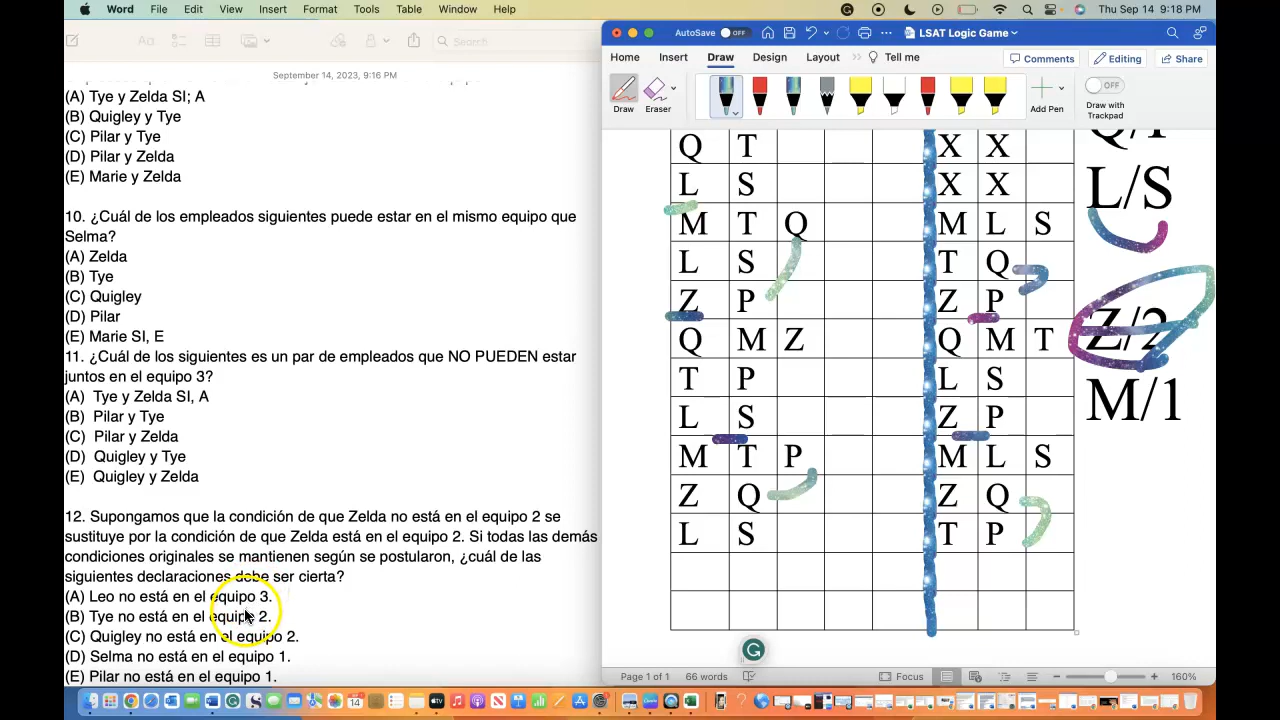 Word File Edit View Insert Format Tools Table Window Help Thu Sep 14 9:18 PM
Aa Search
September 14, 2023, 9:16 PM
(A) Tye y Zelda SI; A
(B) Quigley y Tye
(C) Pilar y Tye
(D) Pilar y Zelda
(E) Marie y Zelda
10. ¿Cuál de los empleados siguientes puede estar en el mismo equipo que
Selma?
(A) Zelda
(B) Tye
(C) Quigley
(D) Pilar
(E) Marie SI, E
11. ¿Cuál de los siguientes es un par de empleados que NO PUEDEN estar
juntos en el equipo 3?
(A) Tye y Zelda SI, A
(B) Pilar y Tye
(C) Pilar y Zelda
(D) Quigley y Tye
(E) Quigley y Zelda
12. Supongamos que la condición de que Zelda no está en el equipo 2 se
sustituye por la condición de que Zelda está en el equipo 2. Si todas las demás
condiciones originales se mantienen según se postularon, ¿cuál de las
siguientes declaraciones debe ser cierta?
(A) Leo no está en el equipo 3.
(B) Tye no está en el equipo 2.
(C) Quigley no está en el equipo 2.
(D) Selma no está en el equipo 1.
(E) Pilar no está en el equipo 1.
AutoSave OFF LSAT Logic Game
Home Insert Draw Design Layout >> Tell me Comments Editing Share
Draw Eraser Add Pen OFF Draw with
Trackpad
Q T X X
L S X X
M T Q M L S
L S T Q
Z P Z P
Q M Z Q M T
T P L S
L S Z P
M T P M L S
Z Q Z Q
L S T P
L/S
Z/2
M/1
Page 1 of 1 66 words Focus 160%